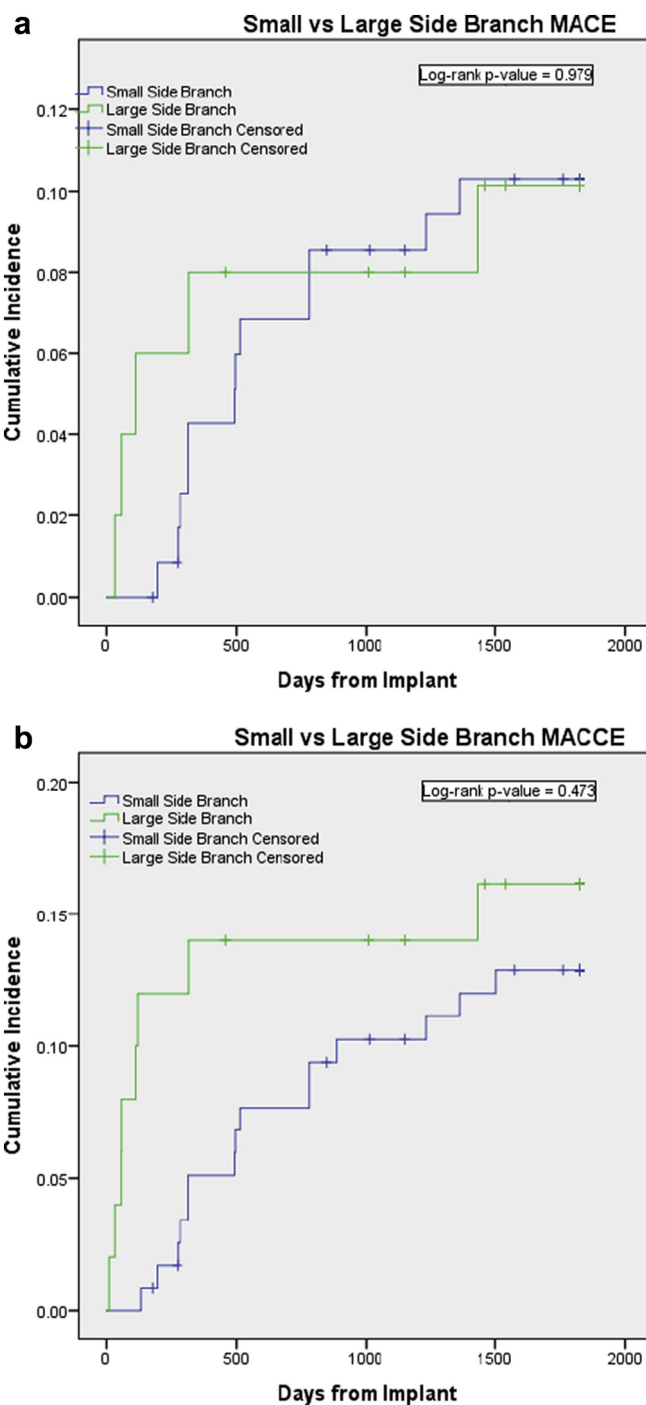 a
Small vs Large Side Branch MACE
Log-rank p-value = 0.979
Small Side Branch
Large Side Branch
Small Side Branch Censored
Large Side Branch Censored
0.12
0.10
0.08
0.06
0.04
0.02
0.00
Cumulative Incidence
0 500 1000 1500 2000
Days from Implant
b
Small vs Large Side Branch MACCE
Log-rank p-value = 0.473
Small Side Branch
Large Side Branch
Small Side Branch Censored
Large Side Branch Censored
0.20
0.15
0.10
0.05
0.00
Cumulative Incidence
0 500 1000 1500 2000
Days from Implant